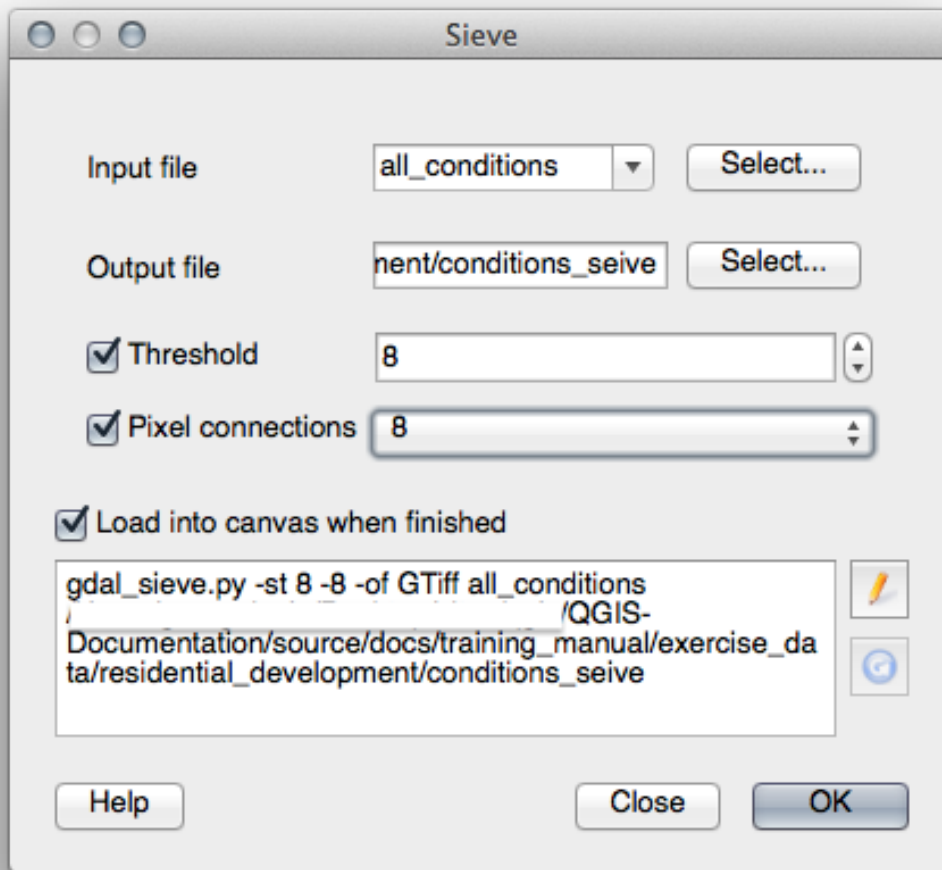 Sieve
Input file all_conditions Select...
Output file nent/conditions_seive Select...
Threshold 8
Pixel connections 8
Load into canvas when finished
gdal_sieve.py -st 8 -8 -of GTiff all_conditions
/QGIS-
Documentation/source/docs/training_manual/exercise_da
ta/residential_development/conditions_seive
Help Close OK